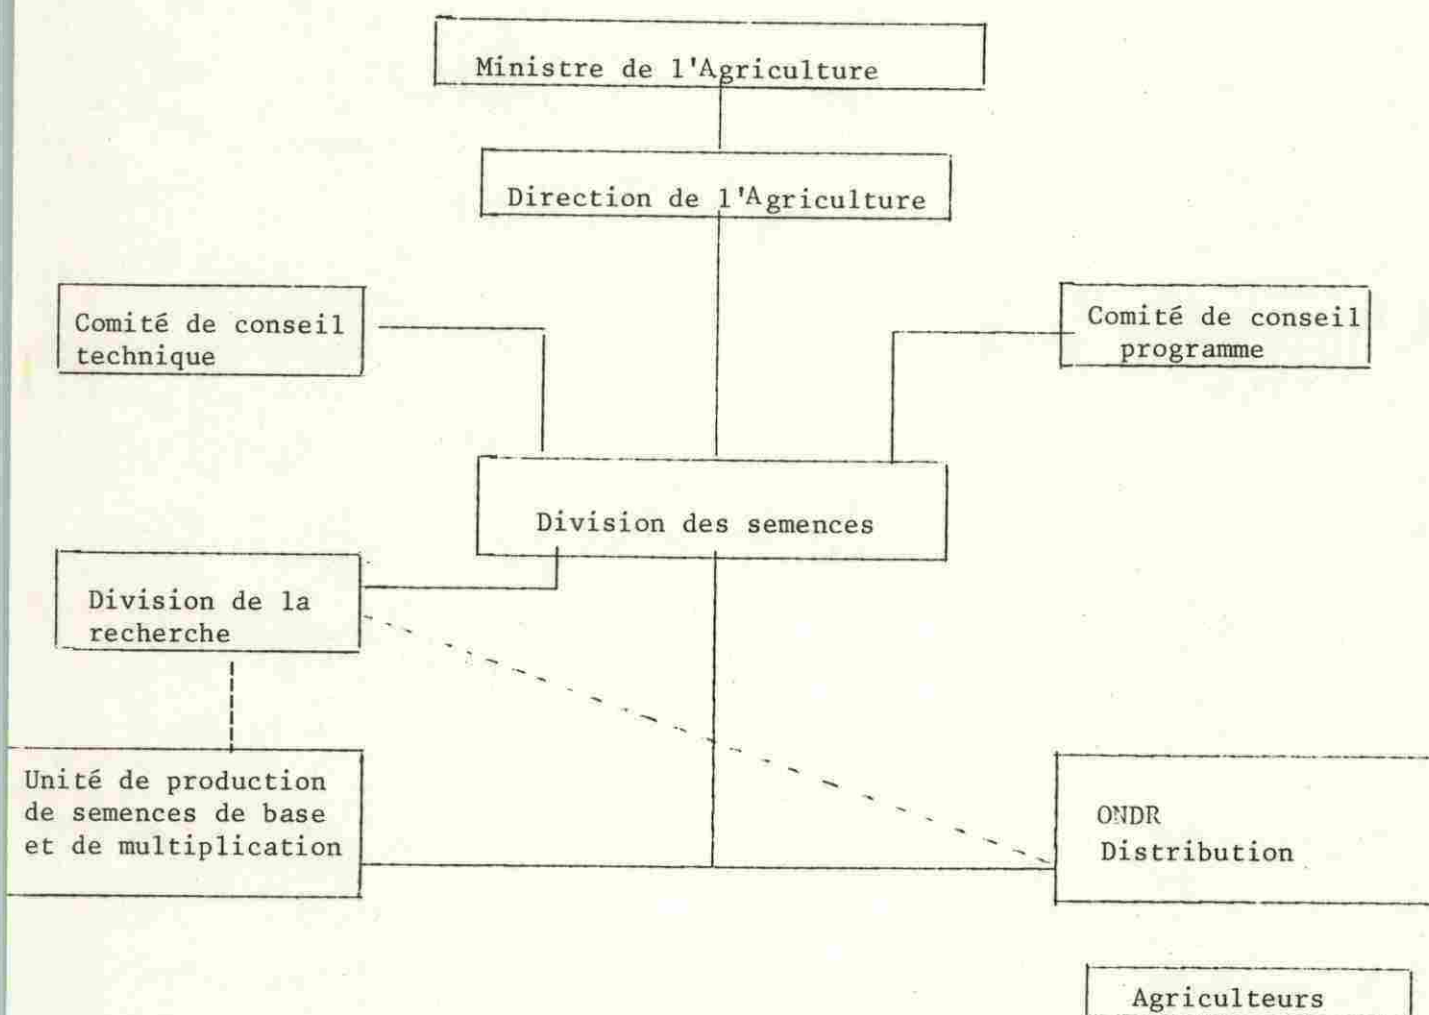 Ministre de l'Agriculture
Direction de l'Agriculture
Comité de conseil
technique
Comité de conseil
programme
Division des semences
Division de la
recherche
Unité de production
de semences de base
et de multiplication
ONDR
Distribution
Agriculteurs